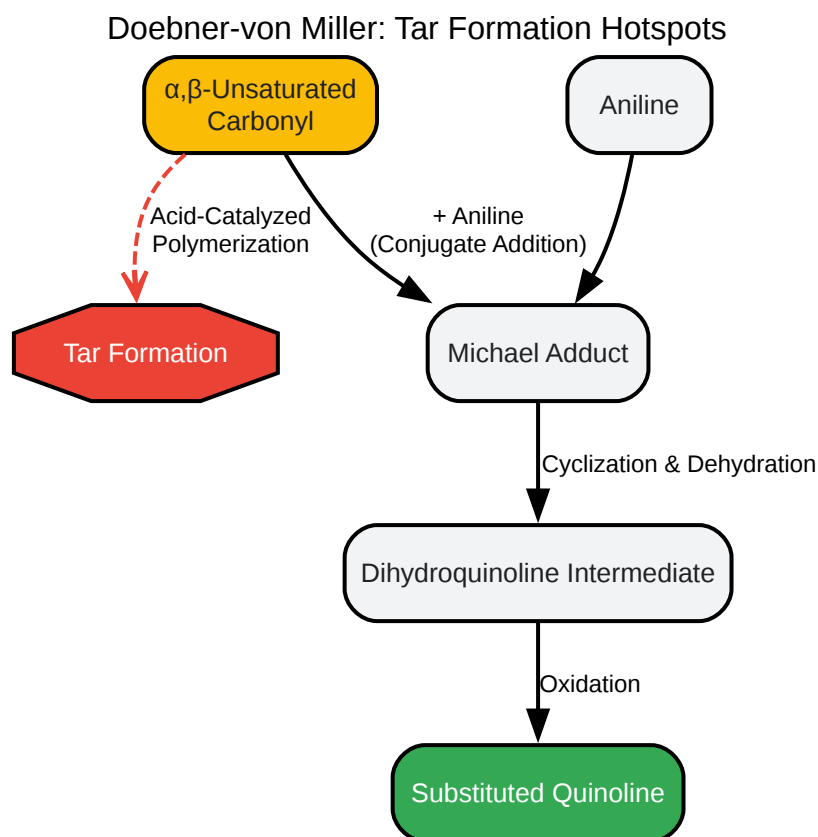 Doebner-von Miller: Tar Formation Hotspots
α,β-Unsaturated
Carbonyl
Aniline
Acid-Catalyzed
Polymerization
+ Aniline
(Conjugate Addition)
Tar Formation
Michael Adduct
Cyclization & Dehydration
Dihydroquinoline Intermediate
Oxidation
Substituted Quinoline